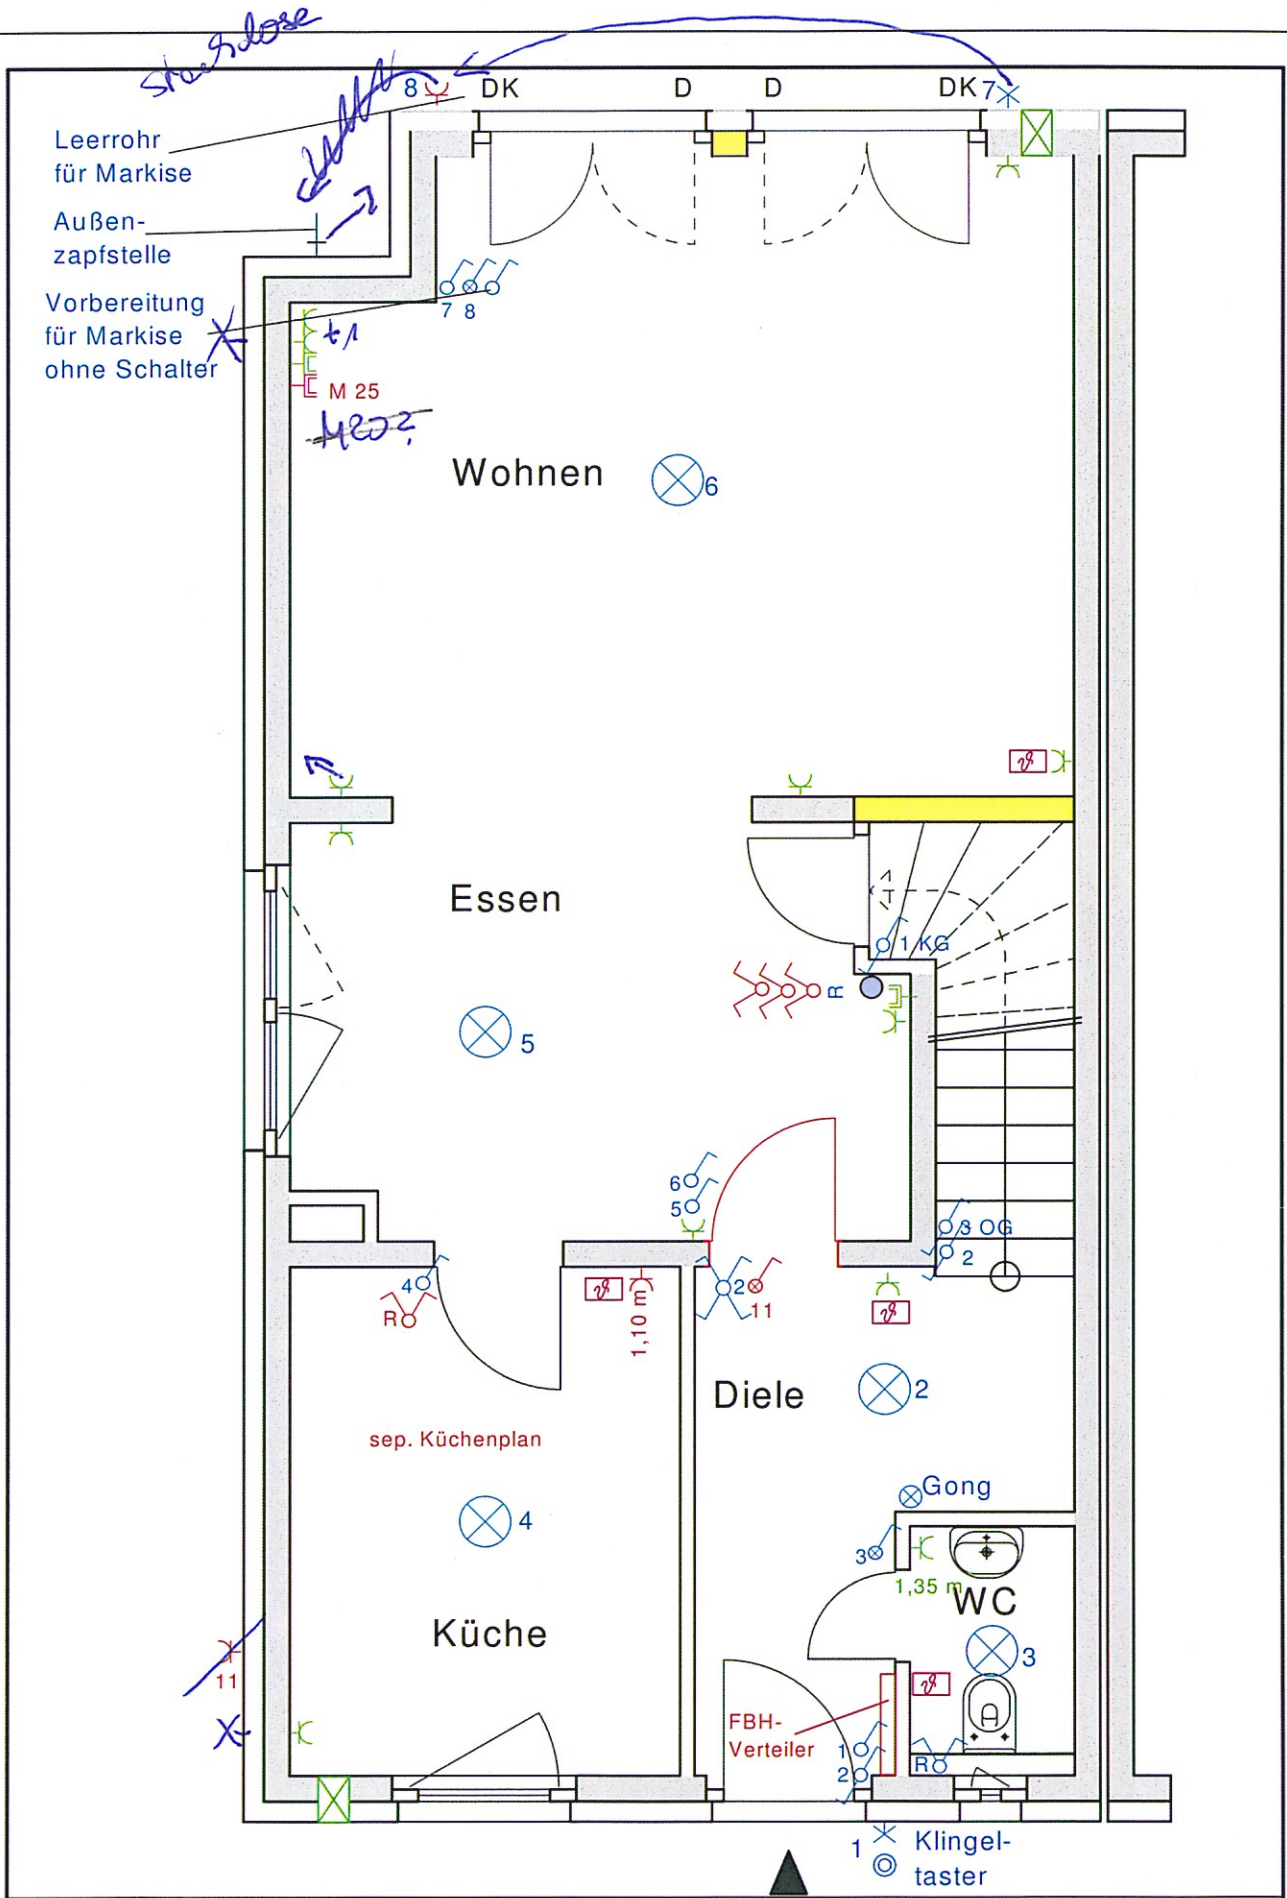 Steckdose
8 DK D D DK 7
Leerrohr
für Markise
Außen-
zapfstelle
7 8
Vorbereitung
für Markise
ohne Schalter
t1
M 25
M20?
Wohnen
6
Essen
1 KG
R
5
6
5
3 OG
2
4
2
11
R
1,10 m
Diele
2
sep. Küchenplan
4
Gong
3
1,35 m
WC
3
Küche
11
FBH-
Verteiler
1
2
R
1
Klingel-
taster